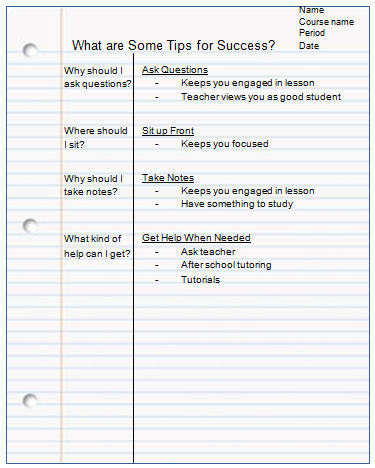 Name
Course name
Period
What are Some Tips for Success? Date
Why should I Ask Questions
ask questions? - Keeps you engaged in lesson
- Teacher views you as good student
Where should Sit up Front
I sit? - Keeps you focused
Why should I Take Notes
take notes? - Keeps you engaged in lesson
- Have something to study
What kind of Get Help When Needed
help can I get? - Ask teacher
- After school tutoring
- Tutorials